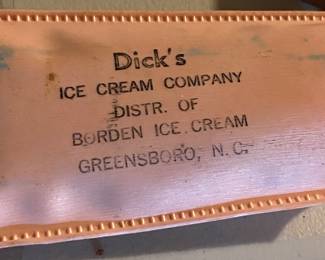 Dick's
ICE CREAM COMPANY
DISTR. OF
BORDEN ICE CREAM
GREENSBORO, N.C.